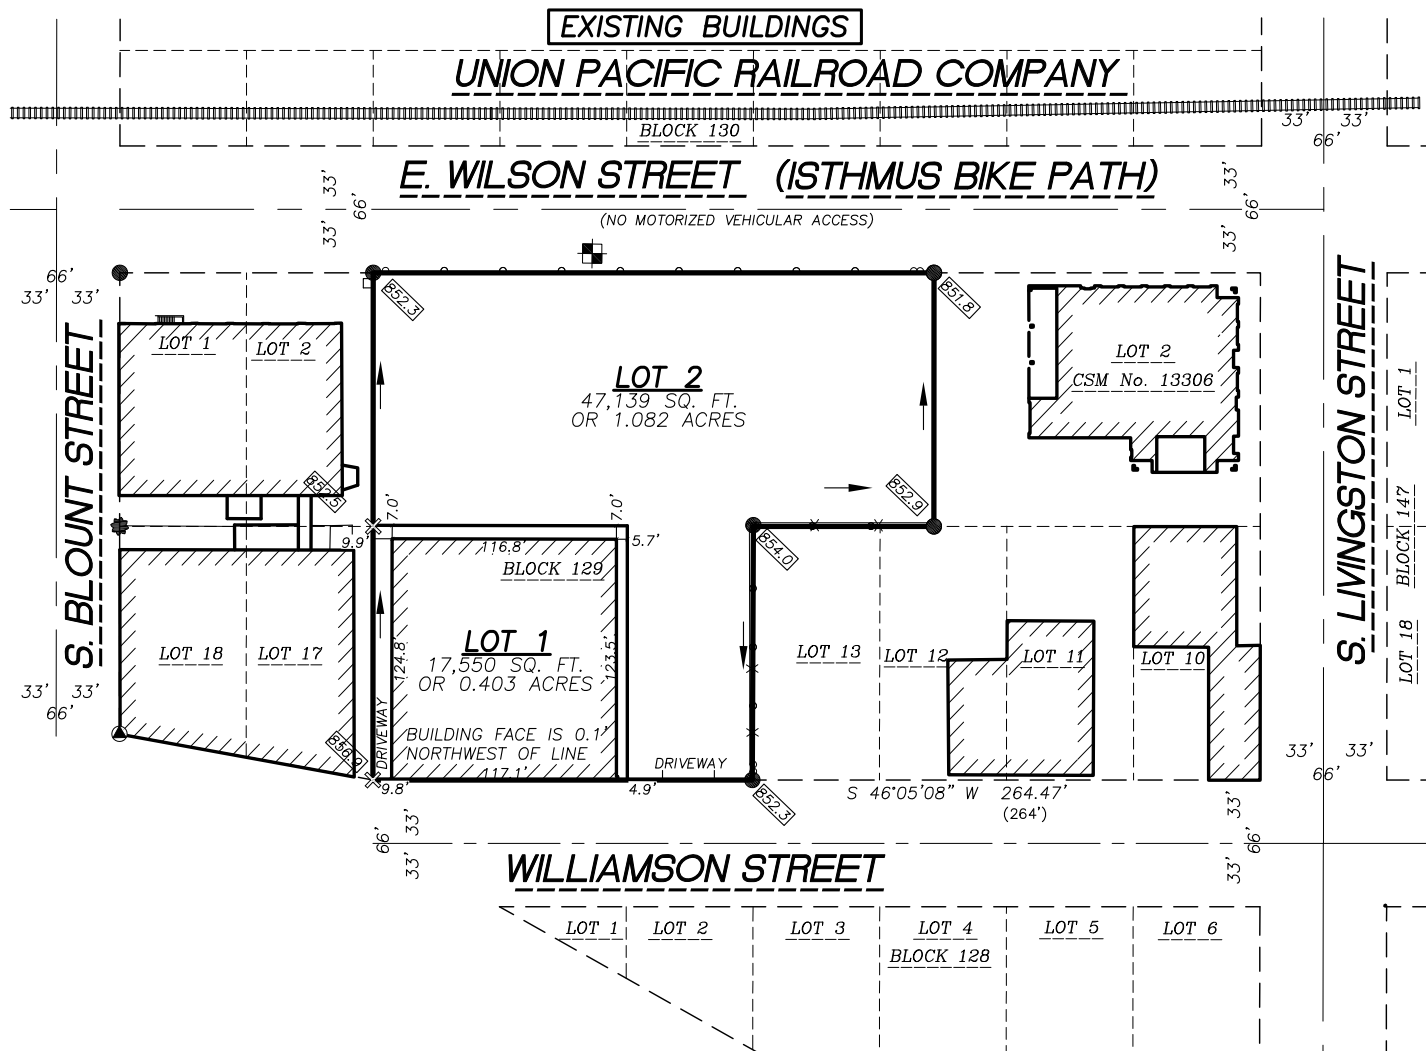 EXISTING BUILDINGS
UNION PACIFIC RAILROAD COMPANY
BLOCK 130
33' 33'
66'
E. WILSON STREET (ISTHMUS BIKE PATH)
(NO MOTORIZED VEHICULAR ACCESS)
33'
66'
33'
33'
66'
33'
66'
33' 33'
852.3
851.8
S. BLOUNT STREET
LOT 1
LOT 2
LOT 2
47,139 SQ. FT.
OR 1.082 ACRES
LOT 2
CSM No. 13306
S. LIVINGSTON STREET
LOT 1
BLOCK 147
LOT 18
852.5
852.9
854.0
7.0'
7.0'
9.9'
5.7'
116.8'
BLOCK 129
LOT 18
LOT 17
LOT 1
17,550 SQ. FT.
OR 0.403 ACRES
124.8'
123.5'
BUILDING FACE IS 0.1'
NORTHWEST OF LINE
117.1'
DRIVEWAY
DRIVEWAY
LOT 13
LOT 12
LOT 11
LOT 10
33' 33'
66'
33' 33'
66'
9.8'
4.9'
852.3
S 46°05'08" W 264.47'
(264')
33'
66'
33'
33'
66'
33'
WILLIAMSON STREET
LOT 1
LOT 2
LOT 3
LOT 4
LOT 5
LOT 6
BLOCK 128